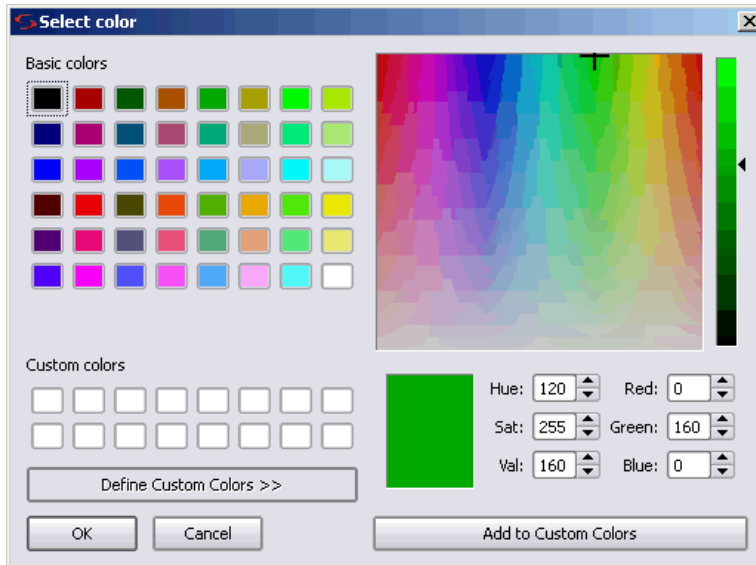 Select color
Basic colors
Custom colors
Hue: 120 Red: 0
Sat: 255 Green: 160
Val: 160 Blue: 0
Define Custom Colors >>
OK Cancel Add to Custom Colors